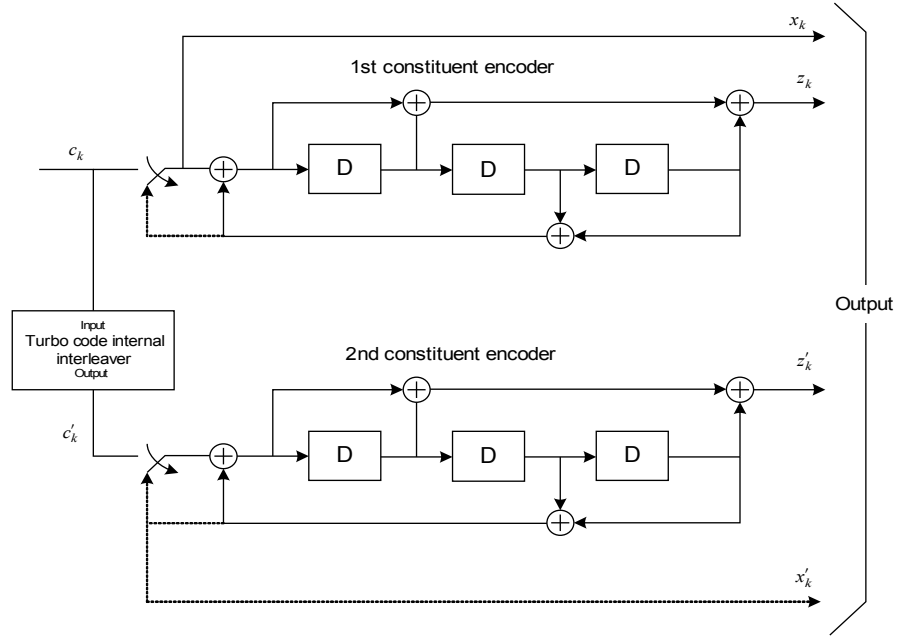 x_k
1st constituent encoder
z_k
c_k
D D D
Output
Input
Turbo code internal
interleaver
Output
2nd constituent encoder
z'_k
c'_k
D D D
x'_k